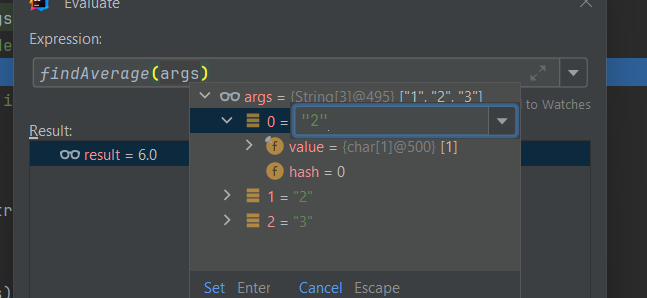 Evaluate
Expression:
findAverage(args)
args = {String[3]@495} ["1", "2", "3"]
to Watches
0 = "2"
Result:
result = 6.0
value = {char[1]@500} [1]
hash = 0
1 = "2"
2 = "3"
Set Enter Cancel Escape